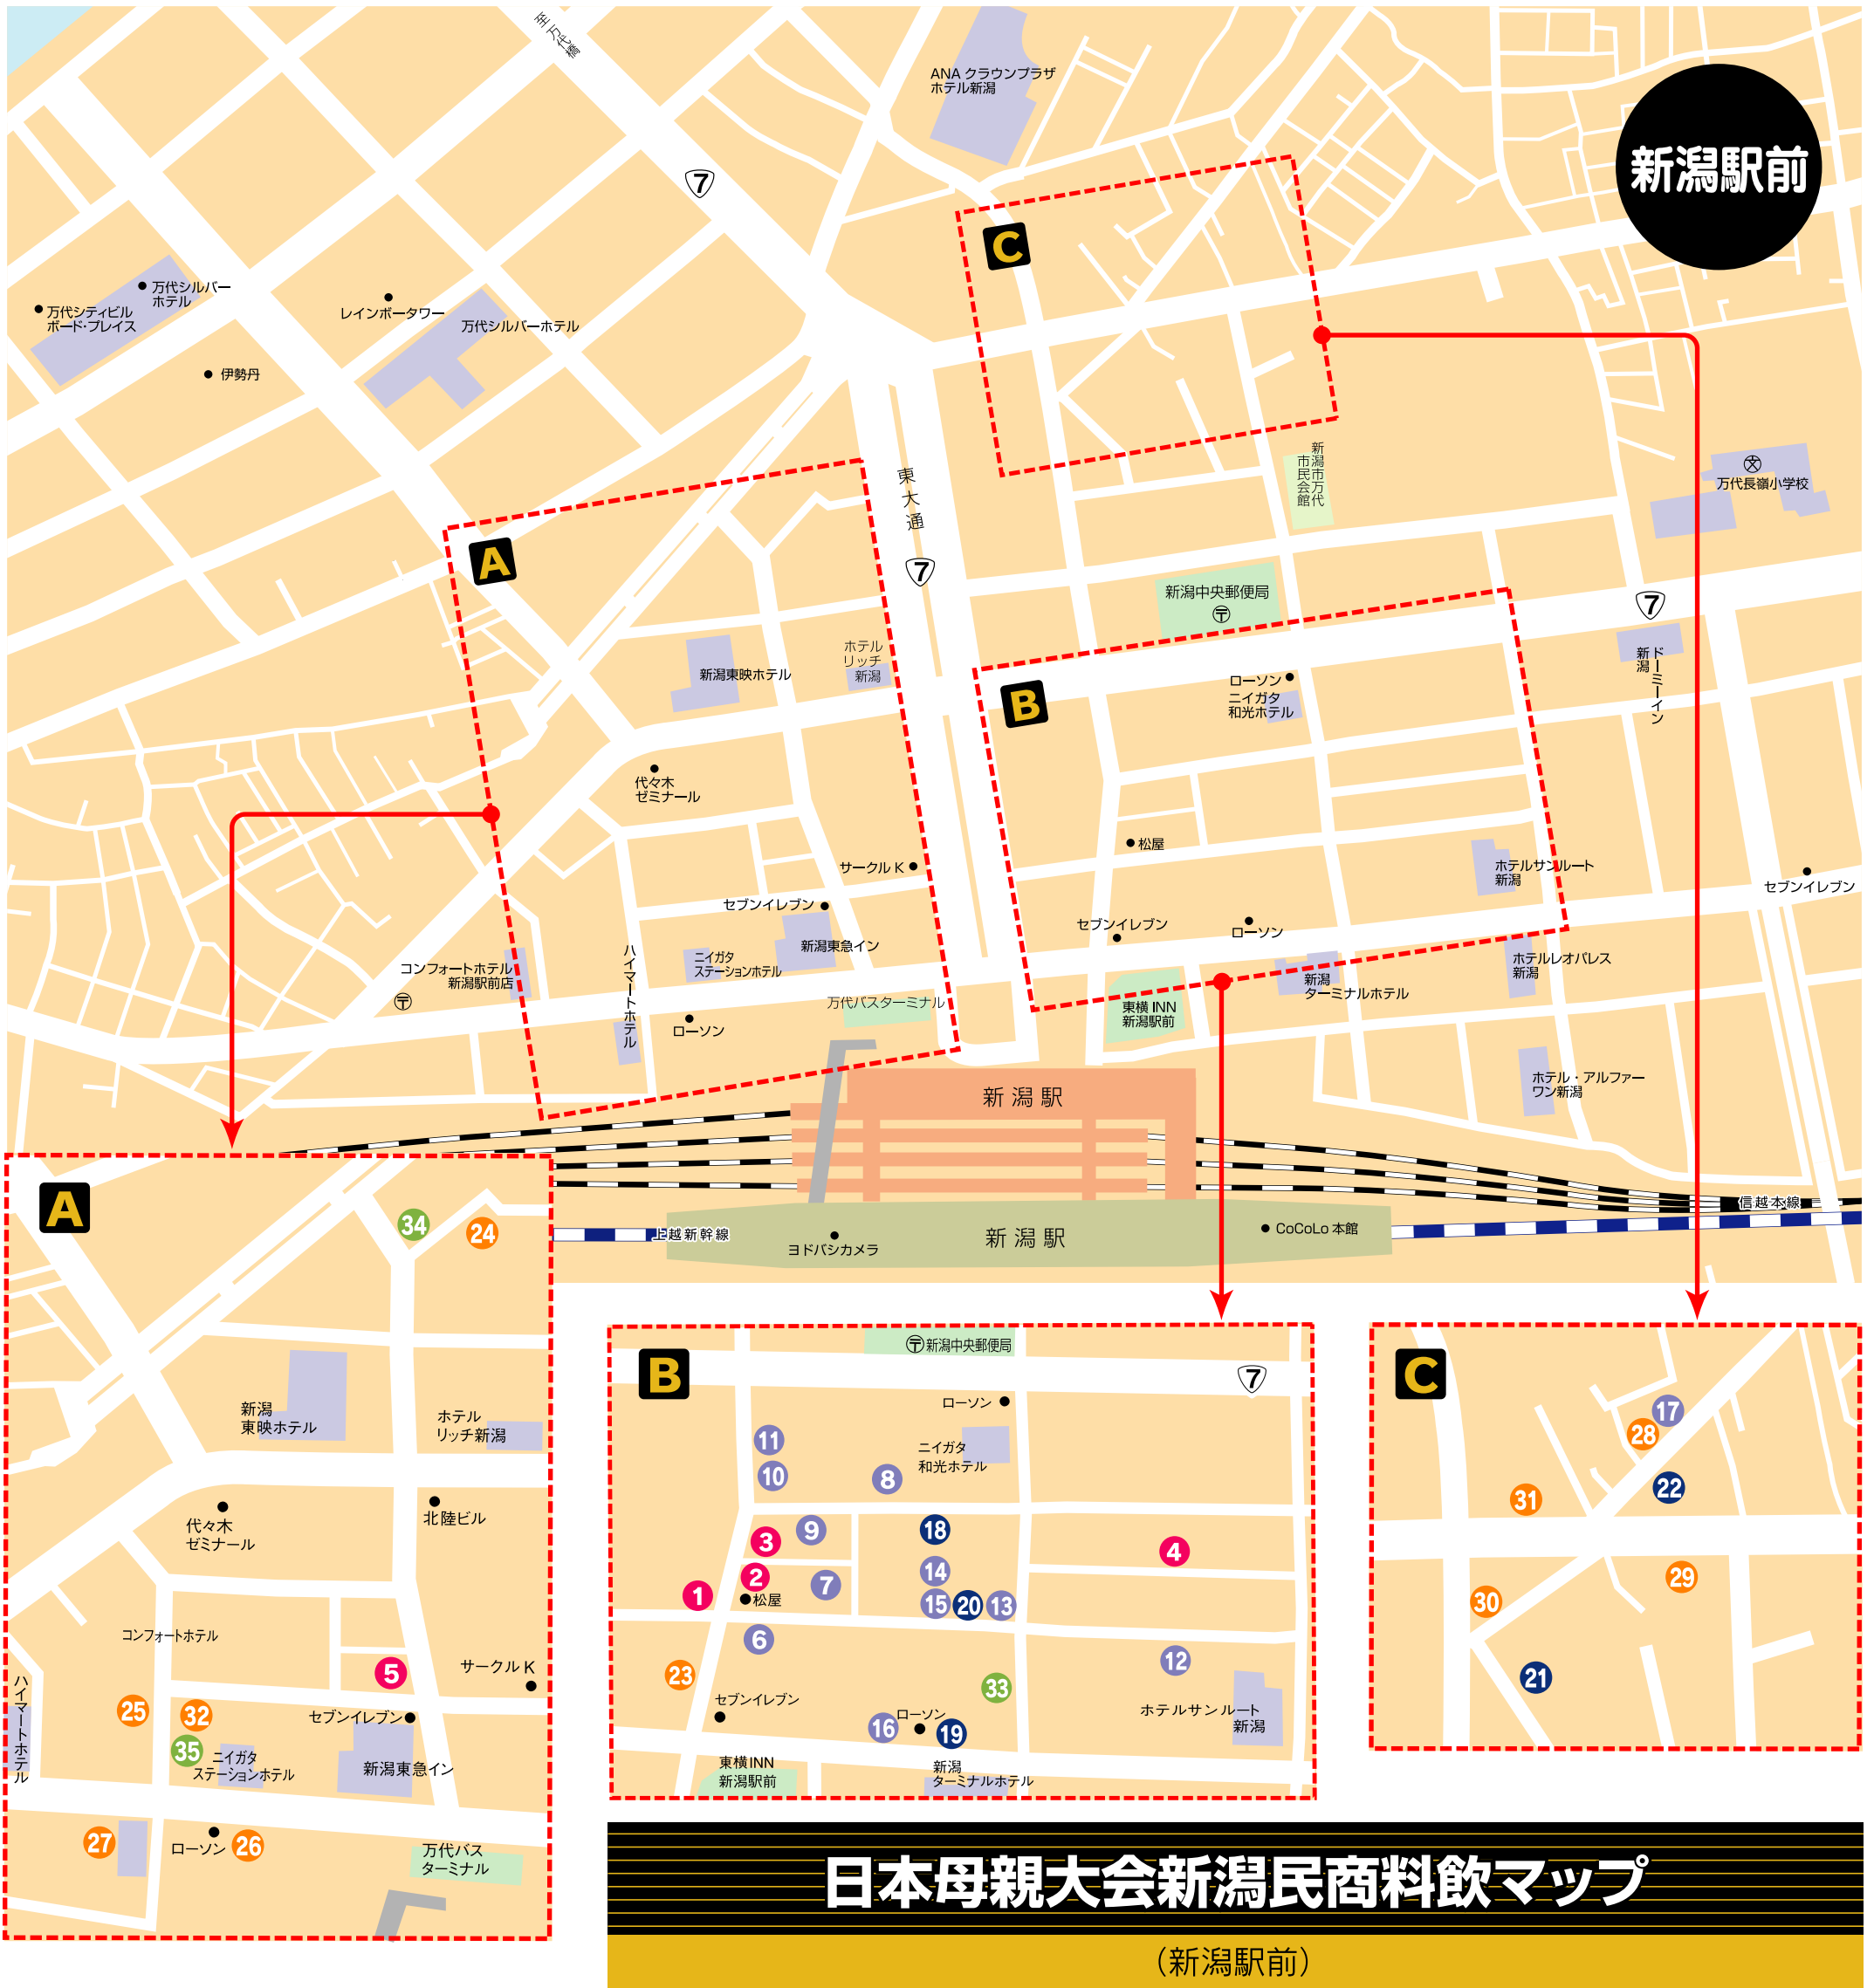 至万代橋
ANA クラウンプラザ
ホテル新潟
新潟駅前
7
C
万代シルバー
ホテル
万代シティビル
ボード・プレイス
レインボータワー
万代シルバーホテル
伊勢丹
東大通
7
新潟市万代
市民会館
文
万代長嶺小学校
A
新潟中央郵便局
〒
7
ドーミーイン
新潟
ホテル
リッチ
新潟
新潟東映ホテル
B
ローソン
ニイガタ
和光ホテル
代々木
ゼミナール
松屋
サークル K
ホテルサンルート
新潟
セブンイレブン
セブンイレブン
新潟東急イン
セブンイレブン
ローソン
ニイガタ
ステーションホテル
ハイマートホテル
コンフォートホテル
新潟駅前店
〒
ホテルレオパレス
新潟
新潟
ターミナルホテル
万代バスターミナル
東横 INN
新潟駅前
ローソン
ホテル・アルファー
ワン新潟
新潟駅
信越本線
上越新幹線
新潟駅
ヨドバシカメラ
CoCoLo 本館
A
34
24
新潟
東映ホテル
ホテル
リッチ新潟
代々木
ゼミナール
北陸ビル
コンフォートホテル
5
サークル K
ハイマートホテル
25
32
セブンイレブン
35
ニイガタ
ステーションホテル
新潟東急イン
27
ローソン
26
万代バス
ターミナル
B
〒新潟中央郵便局
7
ローソン
11
ニイガタ
和光ホテル
10
8
3
9
18
4
2
7
14
1
松屋
15
20
13
6
12
23
33
セブンイレブン
16
ローソン
19
ホテルサンルート
新潟
東横INN
新潟駅前
新潟
ターミナルホテル
C
17
28
22
31
29
30
21
日本母親大会新潟民商料飲マップ
（新潟駅前）